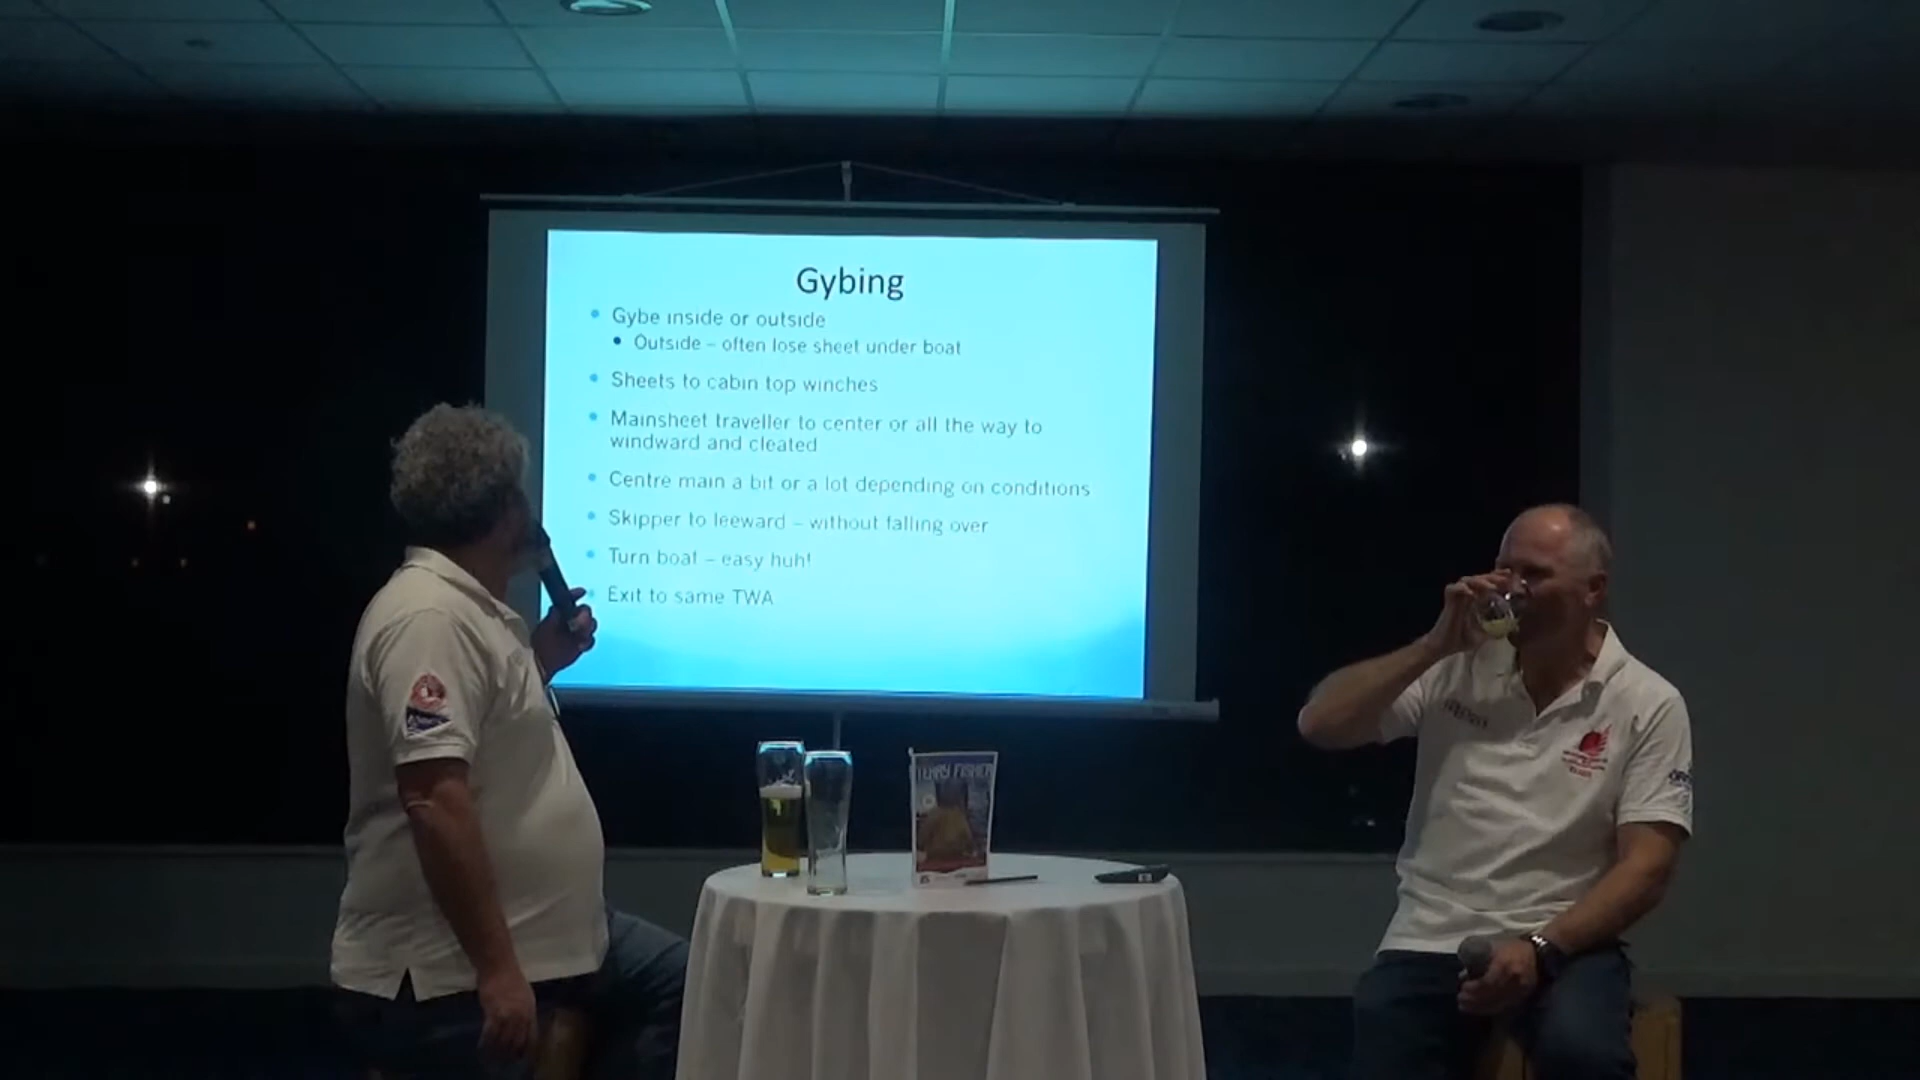 Gybing
Gybe inside or outside
Outside – often lose sheet under boat
Sheets to cabin top winches
Mainsheet traveller to center or all the way to
windward and cleated
Centre main a bit or a lot depending on conditions
Skipper to leeward – without falling over
Turn boat – easy huh!
Exit to same TWA
TERRY FISHER